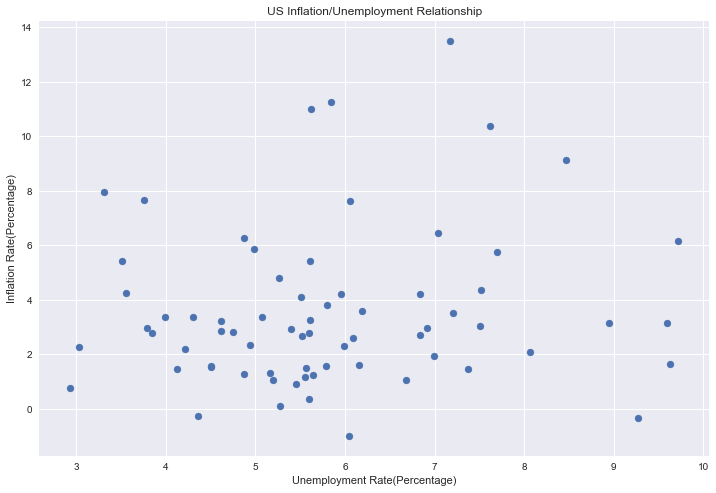 US Inflation/Unemployment Relationship
14
12
10
8
6
4
2
0
Inflation Rate(Percentage)
3 4 5 6 7 8 9 10
Unemployment Rate(Percentage)